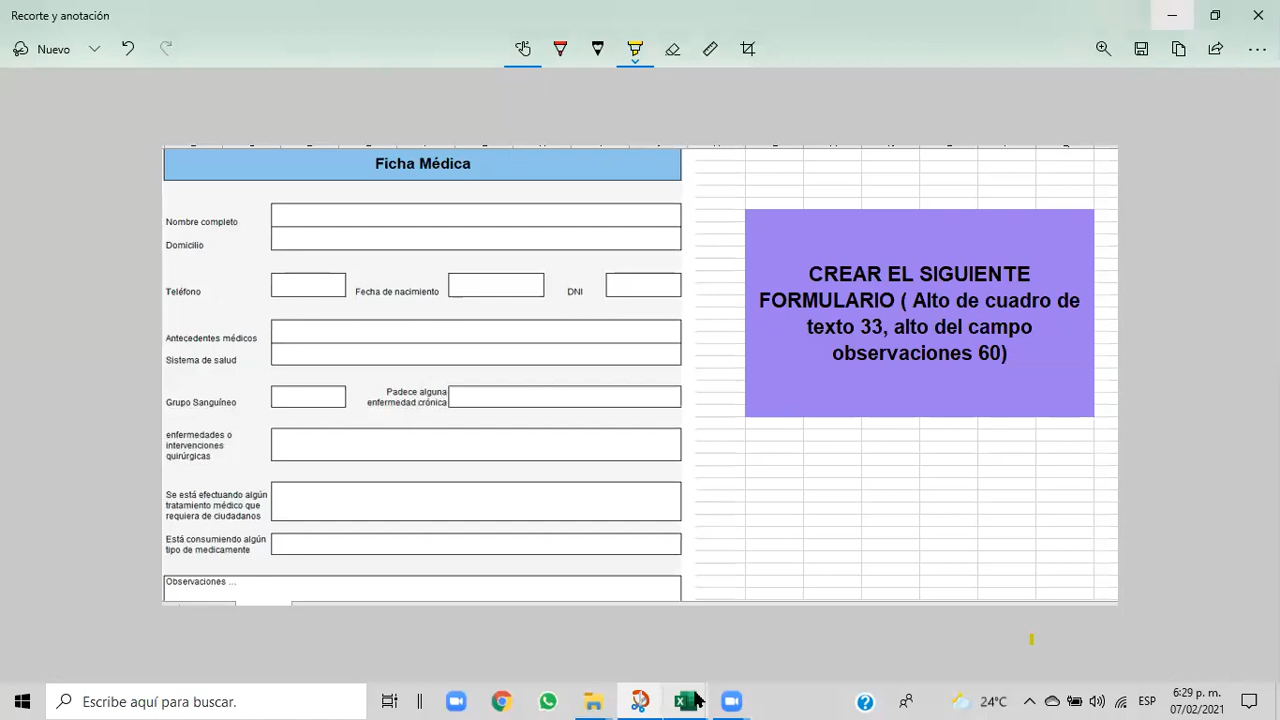 Recorte y anotación
Nuevo
Ficha Médica
Nombre completo
Domicilio
Teléfono
Fecha de nacimiento
DNI
Antecedentes médicos
Sistema de salud
Grupo Sanguíneo
Padece alguna
enfermedad crónica
enfermedades o
intervenciones
quirúrgicas
Se está efectuando algún
tratamiento médico que
requiera de ciudadanos
Está consumiendo algún
tipo de medicamente
Observaciones ...
CREAR EL SIGUIENTE
FORMULARIO ( Alto de cuadro de
texto 33, alto del campo
observaciones 60)
Escribe aquí para buscar.
24°C
ESP
6:29 p. m.
07/02/2021